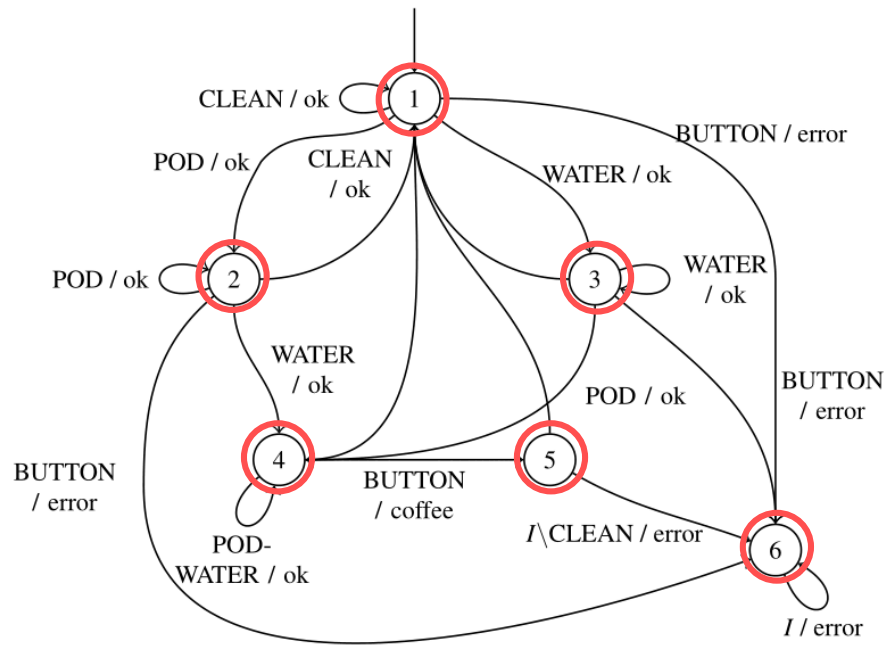 1
CLEAN / ok
BUTTON / error
POD / ok
CLEAN
/ ok
WATER / ok
2
POD / ok
3
WATER
/ ok
WATER
/ ok
POD / ok
BUTTON
/ error
4
5
BUTTON
/ error
BUTTON
/ coffee
I\CLEAN / error
POD-
WATER / ok
6
I / error